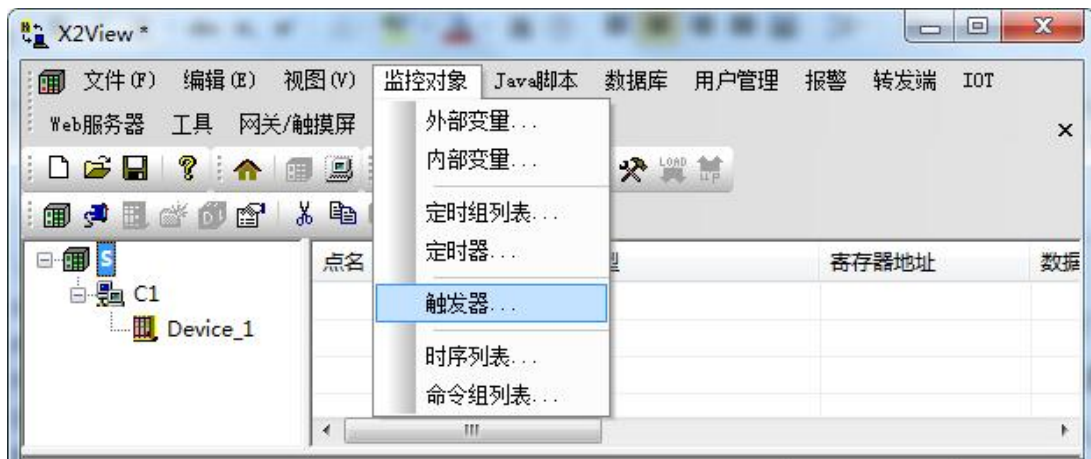 X2View *
文件(F) 编辑(E) 视图(V) 监控对象 Java脚本 数据库 用户管理 报警 转发端 IOT
Web服务器 工具 网关/触摸屏
外部变量...
内部变量...
LOAD
UP
定时组列表...
定时器...
S
点名 型 寄存器地址 数据
C1
触发器...
Device_1
时序列表...
命令组列表...